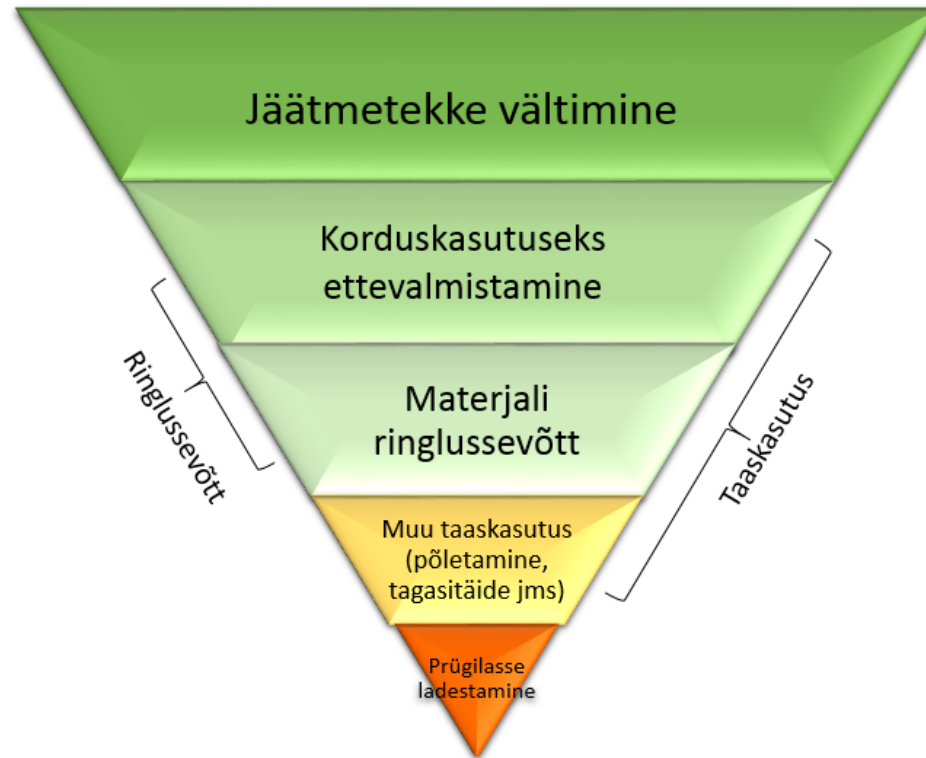 Jäätmetekke vältimine
Korduskasutuseks
ettevalmistamine
Ringlussevõtt
Materjali
ringlussevõtt
Taaskasutus
Muu taaskasutus
(põletamine,
tagasitäide jms)
Prügilasse
ladestamine